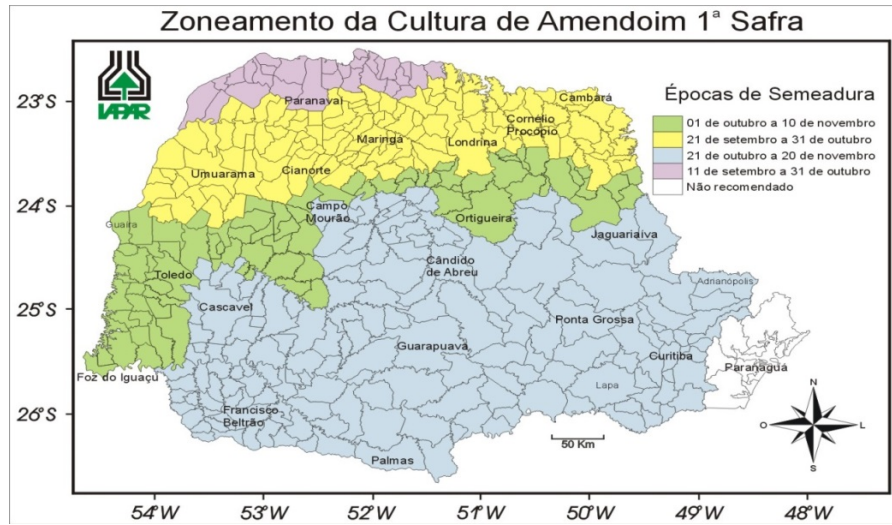 Zoneamento da Cultura de Amendoim 1ª Safra
IAPAR
Épocas de Semeadura
01 de outubro a 10 de novembro
21 de setembro a 31 de outubro
21 de outubro a 20 de novembro
11 de setembro a 31 de outubro
Não recomendado
23°S
24°S
25°S
26°S
Paranavaí
Cambará
Cornélio
Procópio
Maringá
Londrina
Cianorte
Umuarama
Campo
Mourão
Guaíra
Ortigueira
Jaguariaiva
Toledo
Cândido
de Abreu
Adrianópolis
Cascavel
Ponta Grossa
Guarapuava
Curitiba
Paranaguá
Foz do Iguaçú
Lapa
Francisco
Beltrão
Palmas
50 Km
N
O
L
S
54°W
53°W
52°W
51°W
50°W
49°W
48°W